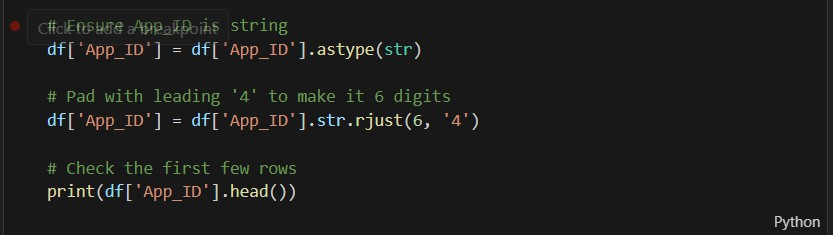 # Ensure App_ID is string
Click to add a breakpoint
df['App_ID'] = df['App_ID'].astype(str)
# Pad with leading '4' to make it 6 digits
df['App_ID'] = df['App_ID'].str.rjust(6, '4')
# Check the first few rows
print(df['App_ID'].head())
Python